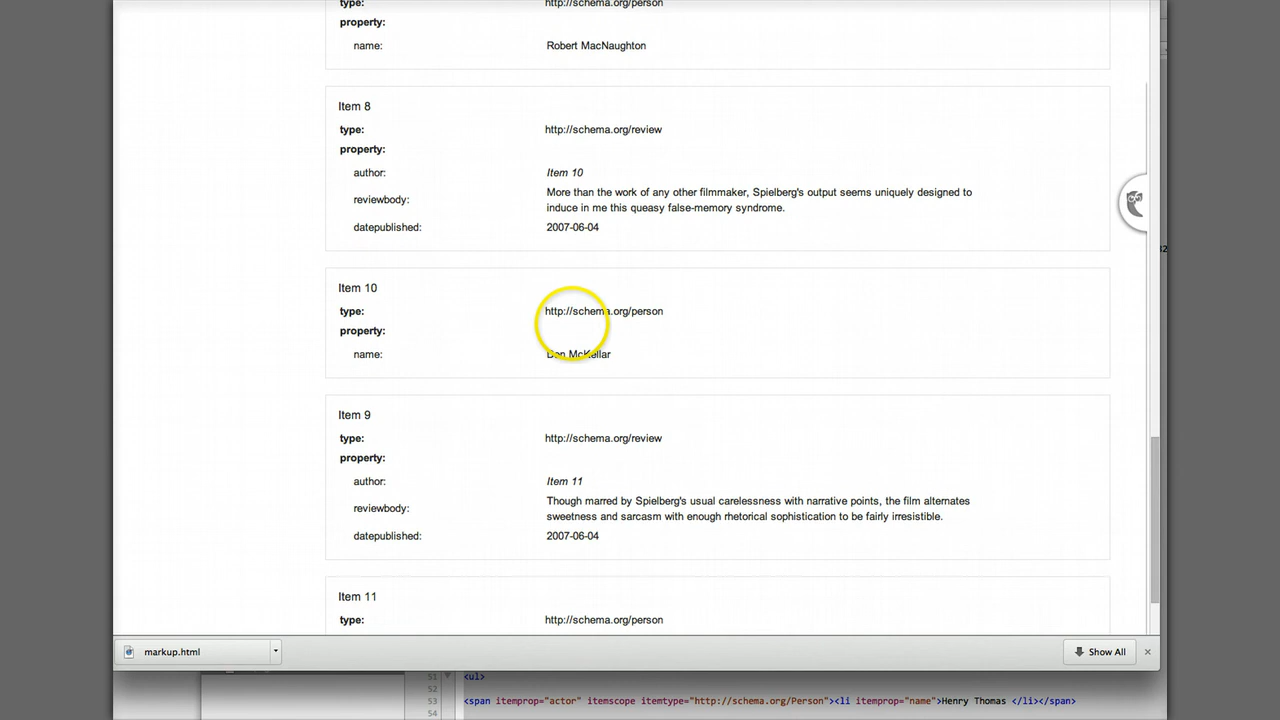 type: http://schema.org/person
property:
name: Robert MacNaughton
Item 8
type: http://schema.org/review
property:
author: Item 10
reviewbody: More than the work of any other filmmaker, Spielberg's output seems uniquely designed to
induce in me this queasy false-memory syndrome.
datepublished: 2007-06-04
Item 10
type: http://schema.org/person
property:
name: Don McKellar
Item 9
type: http://schema.org/review
property:
author: Item 11
reviewbody: Though marred by Spielberg's usual carelessness with narrative points, the film alternates
sweetness and sarcasm with enough rhetorical sophistication to be fairly irresistible.
datepublished: 2007-06-04
Item 11
type: http://schema.org/person
markup.html
Show All
51 <ul>
52
53 <span itemprop="actor" itemscope itemtype="http://schema.org/Person"><li itemprop="name">Henry Thomas </li></span>
54